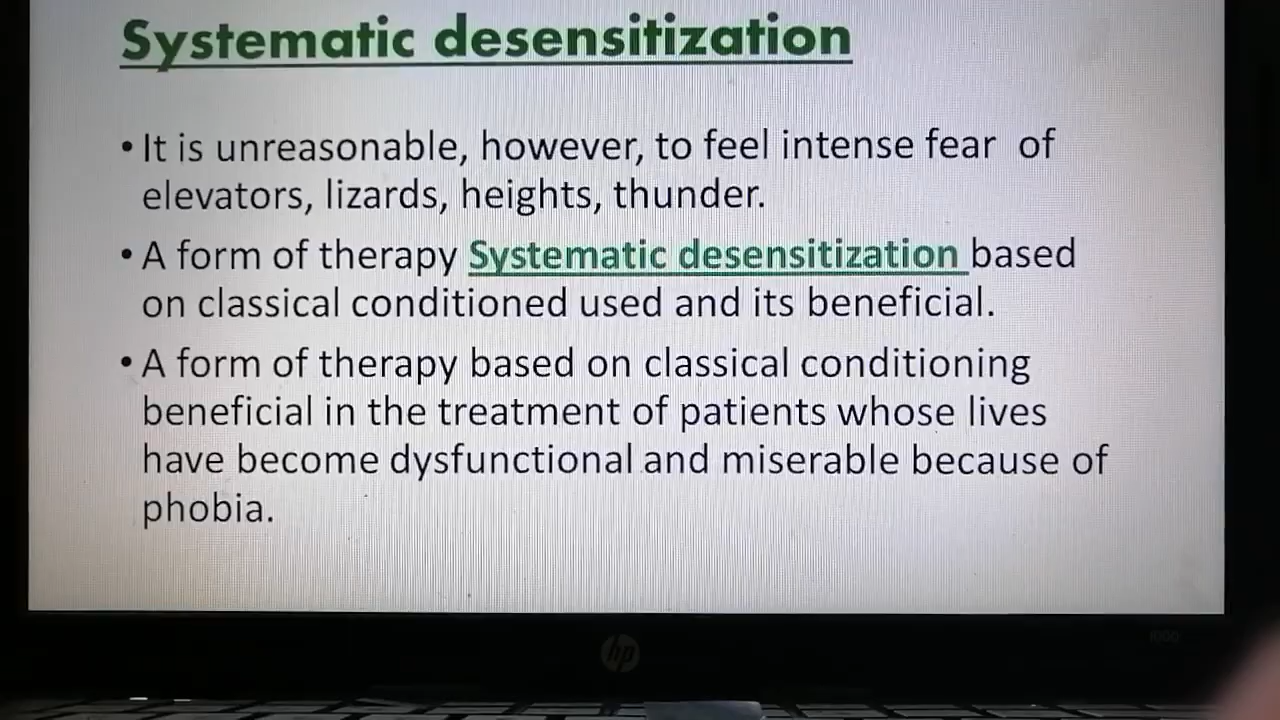 Systematic desensitization
• It is unreasonable, however, to feel intense fear of
elevators, lizards, heights, thunder.
• A form of therapy Systematic desensitization based
on classical conditioned used and its beneficial.
• A form of therapy based on classical conditioning
beneficial in the treatment of patients whose lives
have become dysfunctional and miserable because of
phobia.
hp